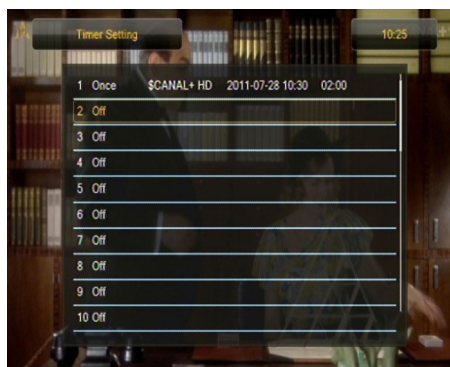 Timer Setting 10:25
1 Once $CANAL+ HD 2011-07-28 10:30 02:00
2 Off
3 Off
4 Off
5 Off
6 Off
7 Off
8 Off
9 Off
10 Off